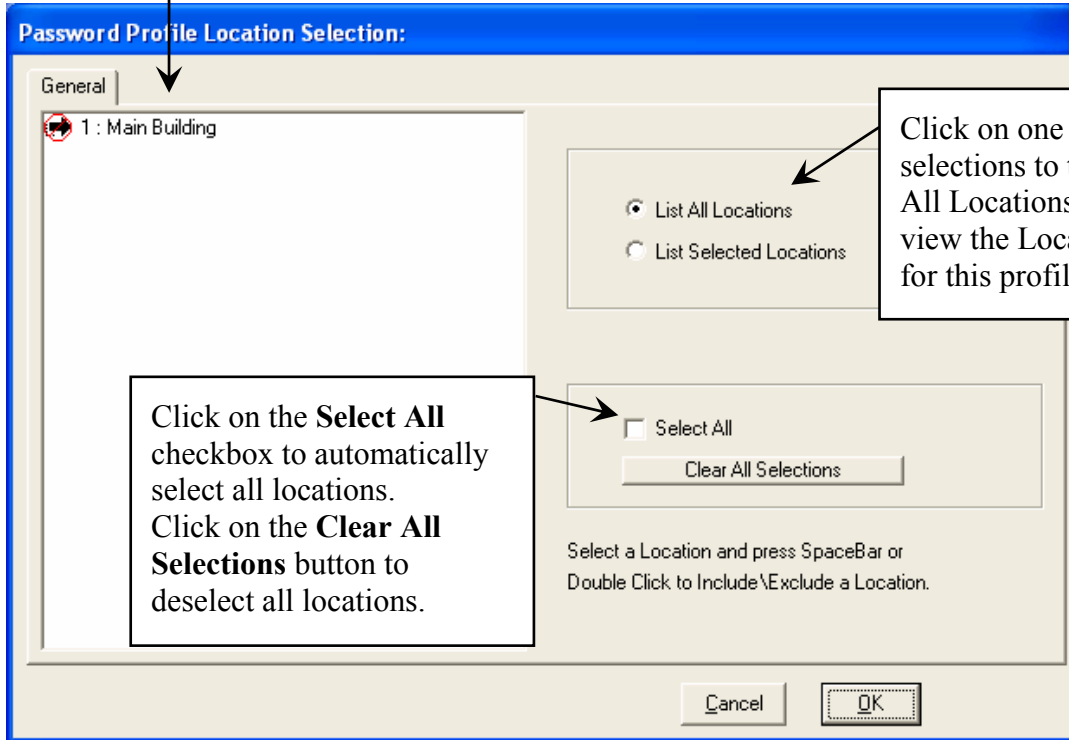 Password Profile Location Selection:
General
1 : Main Building
Click on one
selections to
All Locations
view the
for this
List All Locations
List Selected Locations
Click on the Select All
checkbox to automatically
select all locations.
Click on the Clear All
Selections button to
deselect all locations.
Select All
Clear All Selections
Select a Location and press SpaceBar or
Double Click to Include\Exclude a Location.
Cancel
OK